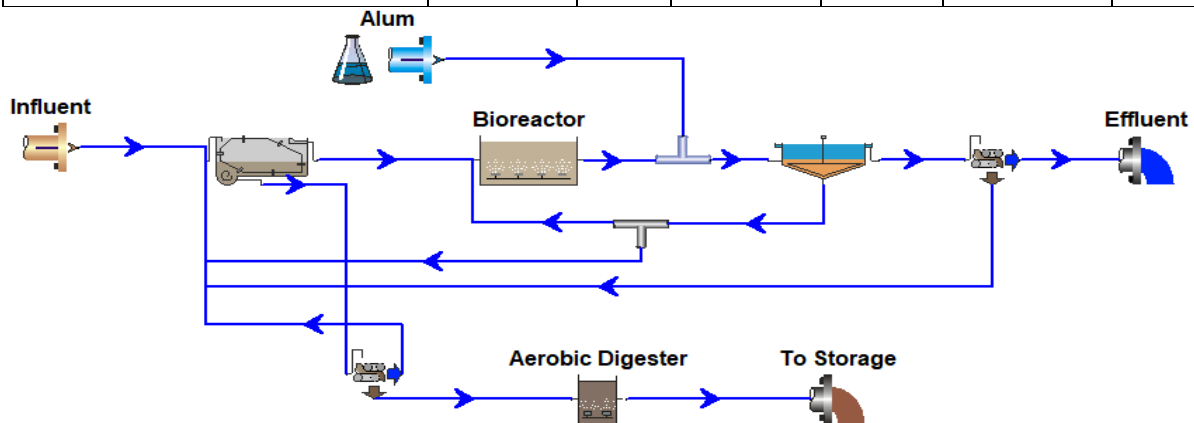 Alum
Influent
Bioreactor
Effluent
Aerobic Digester
To Storage